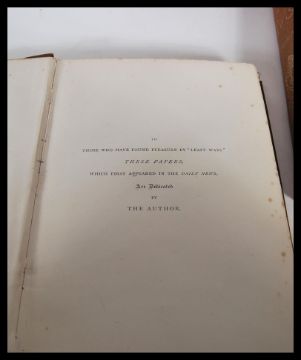 TO
THOSE WHO HAVE FOUND PLEASURE IN "LEAFY WAYS"
THESE PAPERS,
WHICH FIRST APPEARED IN THE DAILY NEWS,
Are Dedicated
BY
THE AUTHOR.